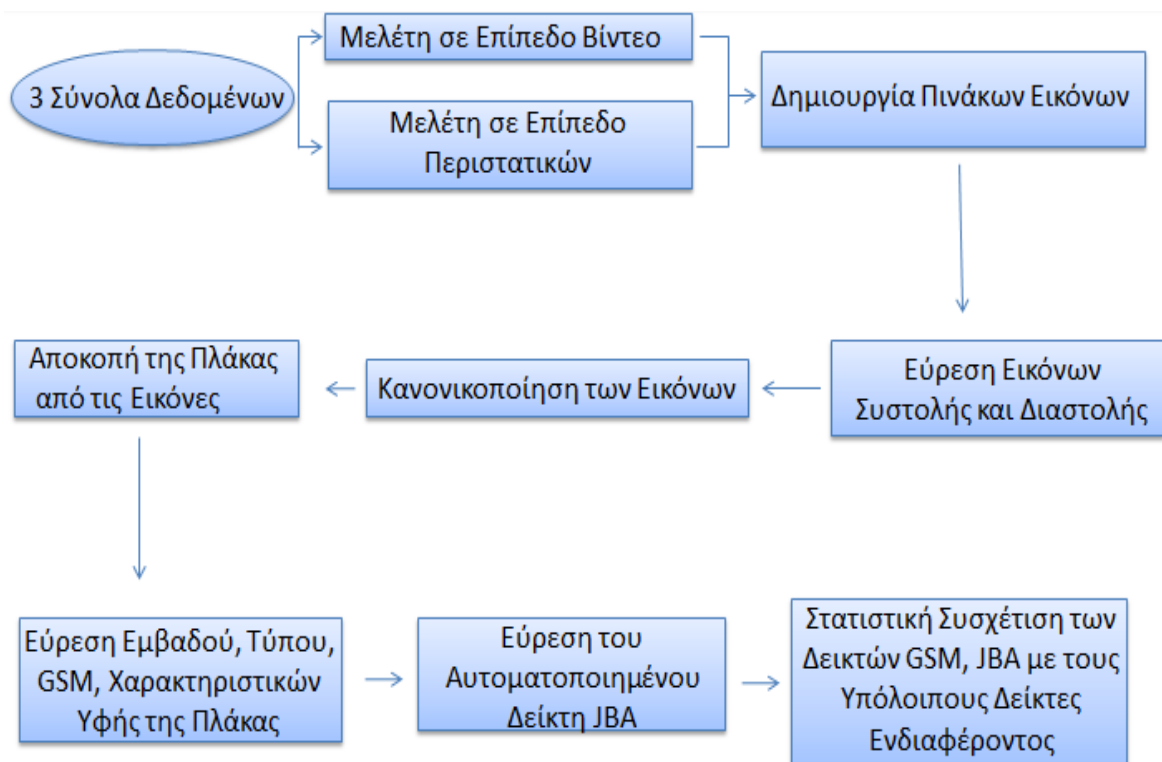 3 Σύνολα Δεδομένων
Μελέτη σε Επίπεδο Βίντεο
Μελέτη σε Επίπεδο
Περιστατικών
Δημιουργία Πινάκων Εικόνων
Εύρεση Εικόνων
Συστολής και Διαστολής
Κανονικοποίηση των Εικόνων
Αποκοπή της Πλάκας
από τις Εικόνες
Εύρεση Εμβαδού, Τύπου,
GSM, Χαρακτηριστικών
Υφής της Πλάκας
Εύρεση του
Αυτοματοποιημένου
Δείκτη JBA
Στατιστική Συσχέτιση των
Δεικτών GSM, JBA με τους
Υπόλοιπους Δείκτες
Ενδιαφέροντος